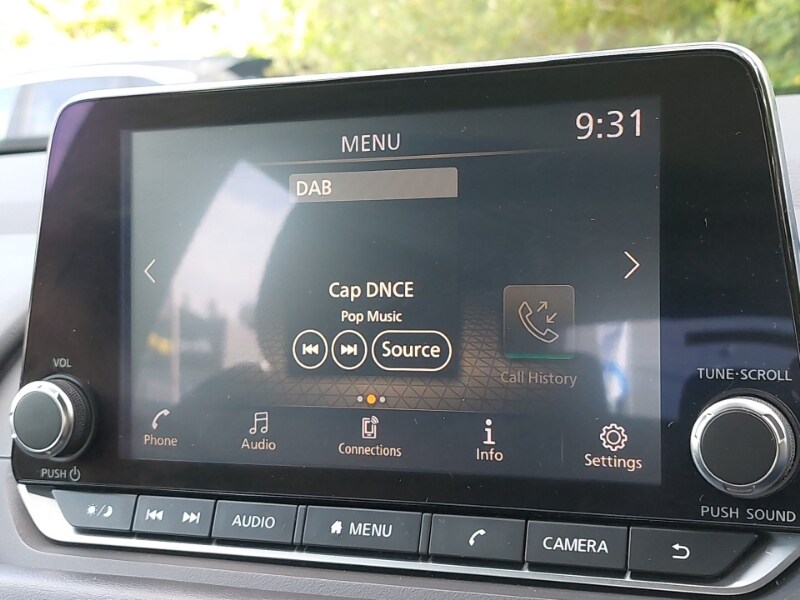 MENU
9:31
DAB
Cap DNCE
Pop Music
Source
Call History
Phone
Audio
Connections
Info
Settings
VOL
PUSH
TUNE·SCROLL
PUSH SOUND
AUDIO
MENU
CAMERA